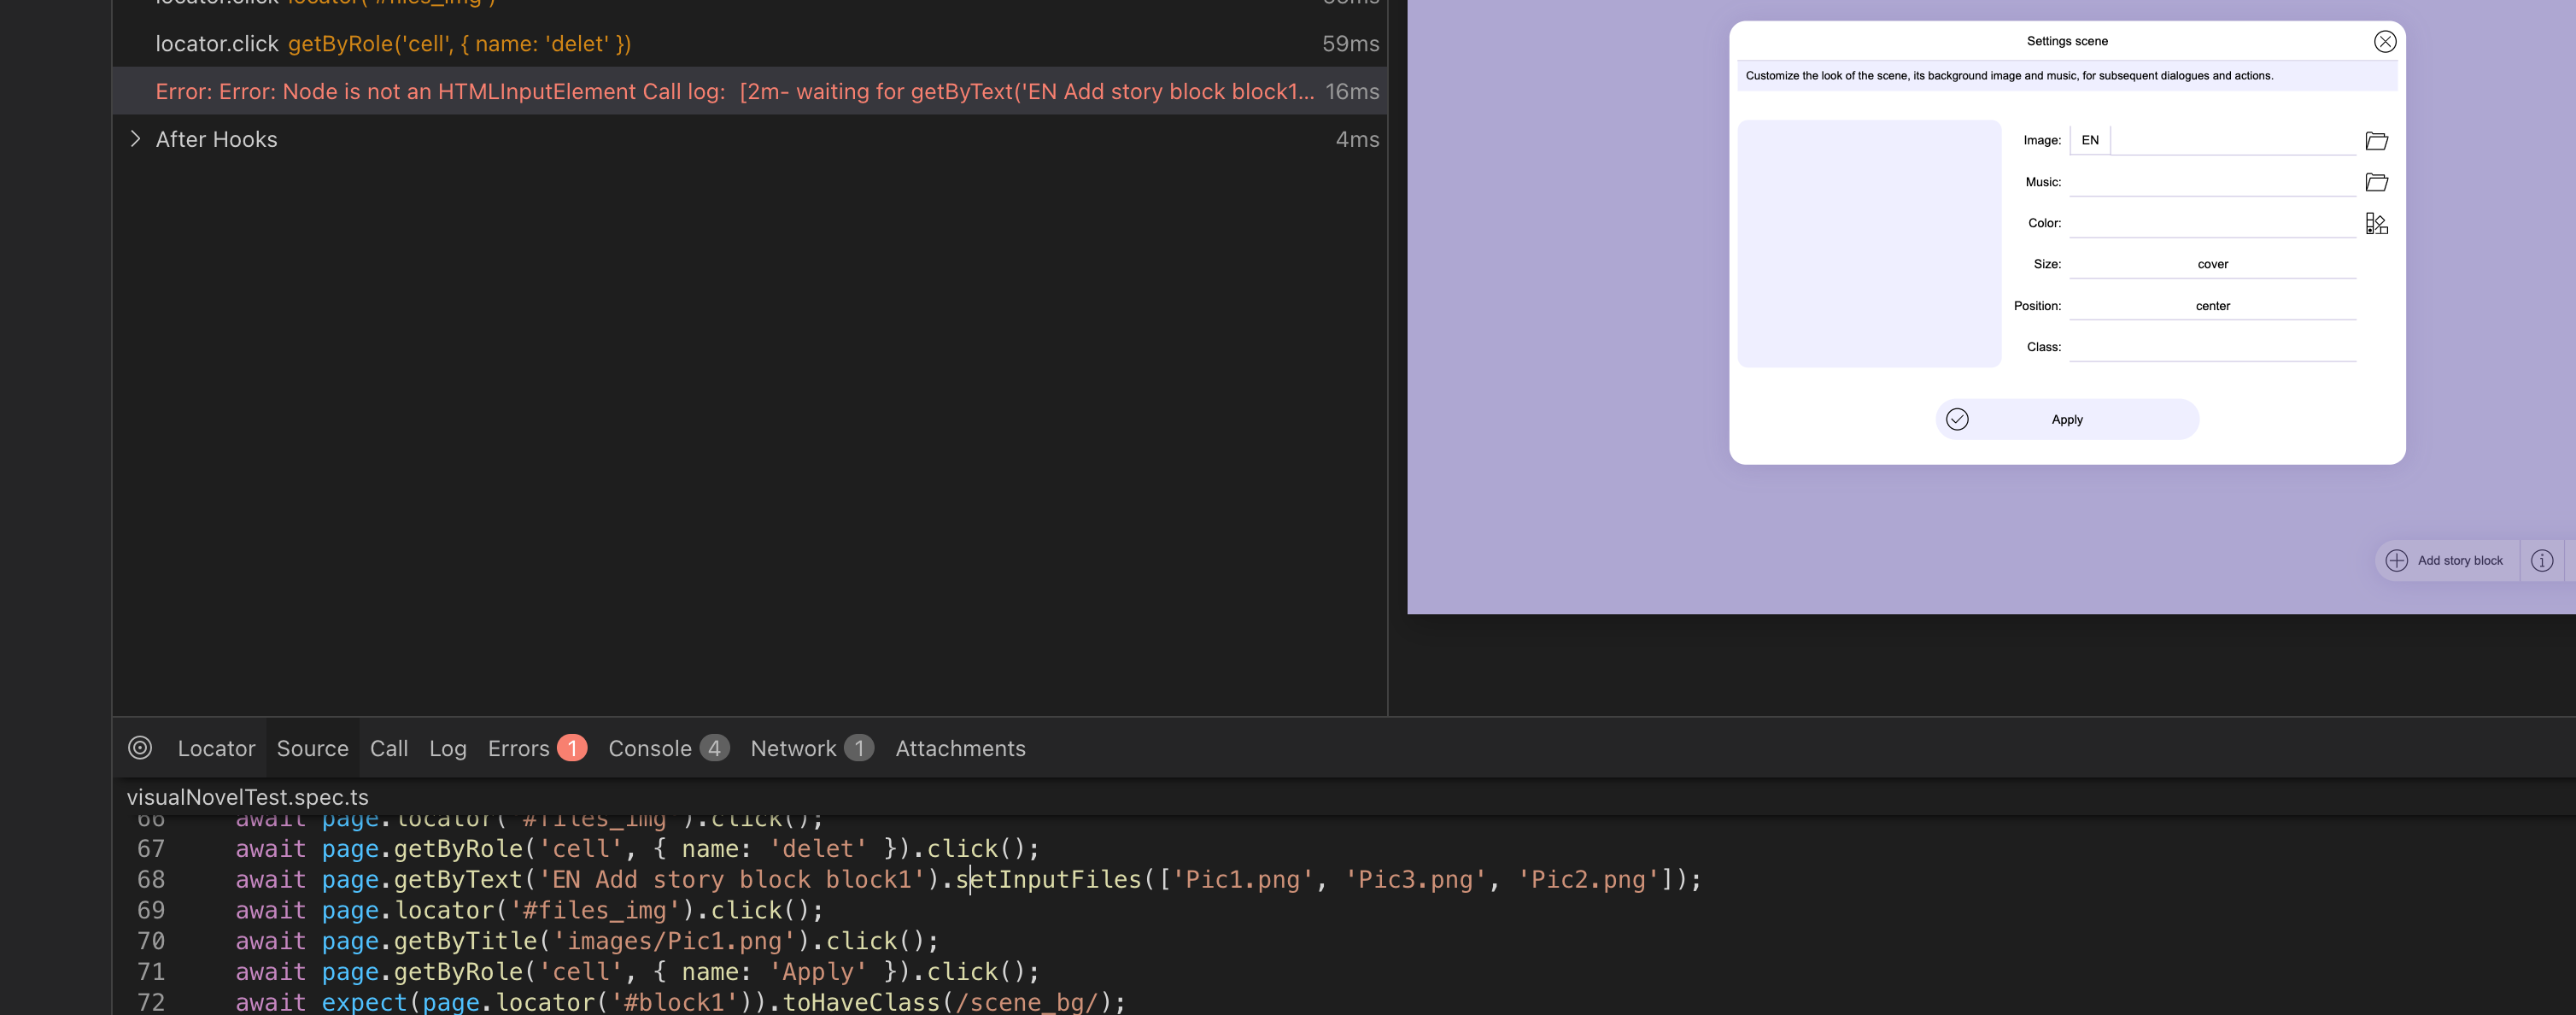 locator.click locator('#files_img')
locator.click getByRole('cell', { name: 'delet' }) 59ms
Error: Error: Node is not an HTMLInputElement Call log: [2m- waiting for getByText('EN Add story block block1... 16ms
After Hooks 4ms
Settings scene
Customize the look of the scene, its background image and music, for subsequent dialogues and actions.
Image: EN
Music:
Color:
Size: cover
Position: center
Class:
Apply
Add story block
Locator Source Call Log Errors 1 Console 4 Network 1 Attachments
visualNovelTest.spec.ts
66 await page.locator('#files_img').click();
67 await page.getByRole('cell', { name: 'delet' }).click();
68 await page.getByText('EN Add story block block1').setInputFiles(['Pic1.png', 'Pic3.png', 'Pic2.png']);
69 await page.locator('#files_img').click();
70 await page.getByTitle('images/Pic1.png').click();
71 await page.getByRole('cell', { name: 'Apply' }).click();
72 await expect(page.locator('#block1')).toHaveClass(/scene_bg/);